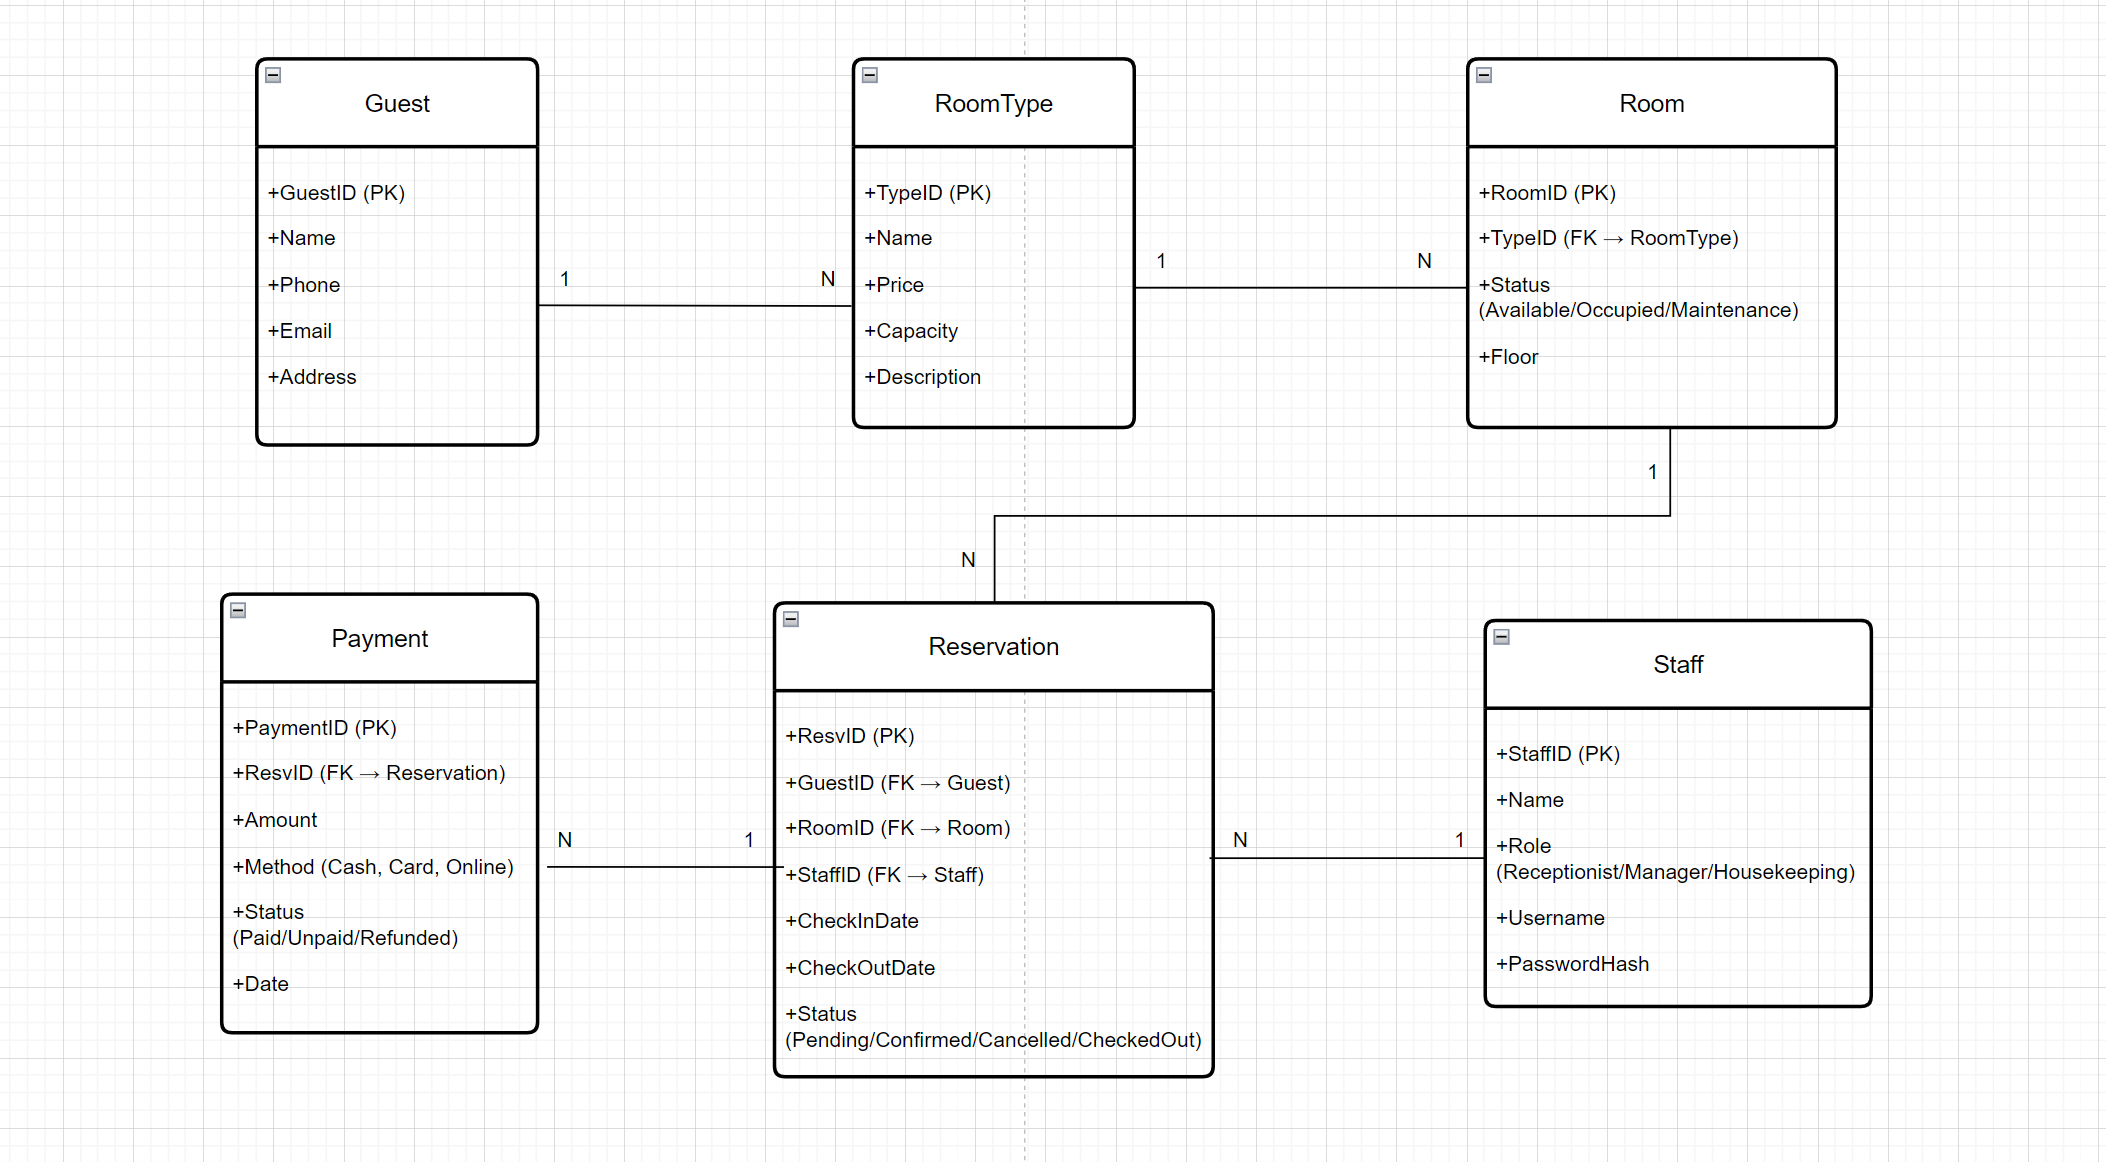 Guest
+GuestID (PK)
+Name
+Phone
+Email
+Address
1
N
RoomType
+TypeID (PK)
+Name
+Price
+Capacity
+Description
1
N
Room
+RoomID (PK)
+TypeID (FK → RoomType)
+Status
(Available/Occupied/Maintenance)
+Floor
1
N
Payment
+PaymentID (PK)
+ResvID (FK → Reservation)
+Amount
+Method (Cash, Card, Online)
+Status
(Paid/Unpaid/Refunded)
+Date
N
1
Reservation
+ResvID (PK)
+GuestID (FK → Guest)
+RoomID (FK → Room)
+StaffID (FK → Staff)
+CheckInDate
+CheckOutDate
+Status
(Pending/Confirmed/Cancelled/CheckedOut)
N
1
Staff
+StaffID (PK)
+Name
+Role
(Receptionist/Manager/Housekeeping)
+Username
+PasswordHash